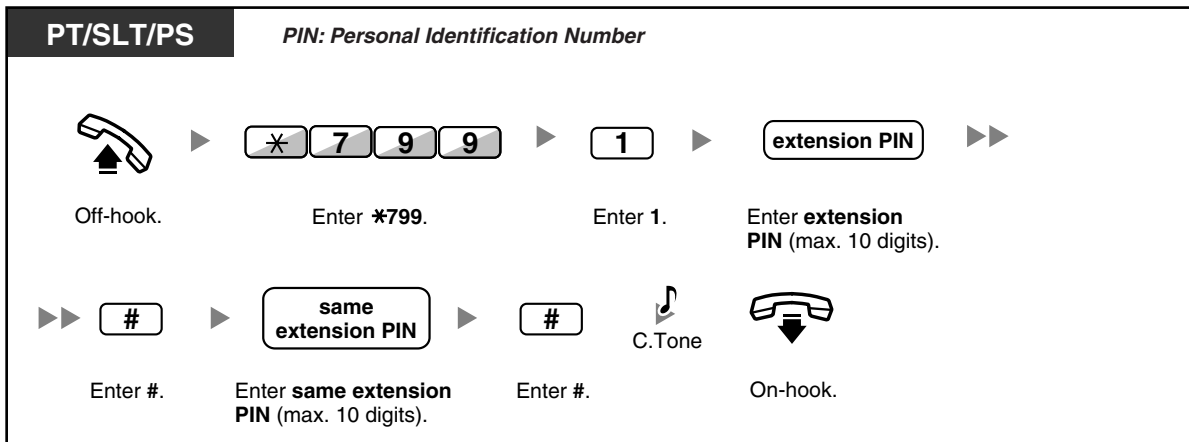 PT/SLT/PS
PIN: Personal Identification Number
* 7 9 9
1
extension PIN
Off-hook.
Enter *799.
Enter 1.
Enter extension
PIN (max. 10 digits).
#
same
extension PIN
#
C.Tone
Enter #.
Enter same extension
PIN (max. 10 digits).
Enter #.
On-hook.